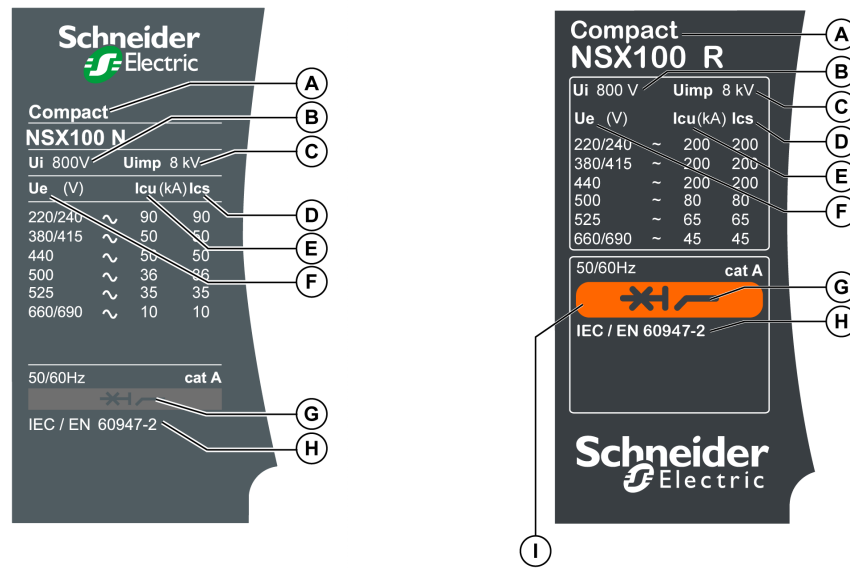 Schneider
Electric
Compact
NSX100 N
Ui 800V Uimp 8 kV
Ue (V) Icu (kA) Ics
220/240 ~ 90 90
380/415 ~ 50 50
440 ~ 50 50
500 ~ 36 36
525 ~ 35 35
660/690 ~ 10 10
50/60Hz cat A
IEC / EN 60947-2
A
B
C
D
E
F
G
H
Compact
NSX100 R
Ui 800 V Uimp 8 kV
Ue (V) Icu (kA) Ics
220/240 ~ 200 200
380/415 ~ 200 200
440 ~ 200 200
500 ~ 80 80
525 ~ 65 65
660/690 ~ 45 45
50/60Hz cat A
IEC / EN 60947-2
Schneider
Electric
A
B
C
D
E
F
G
H
I